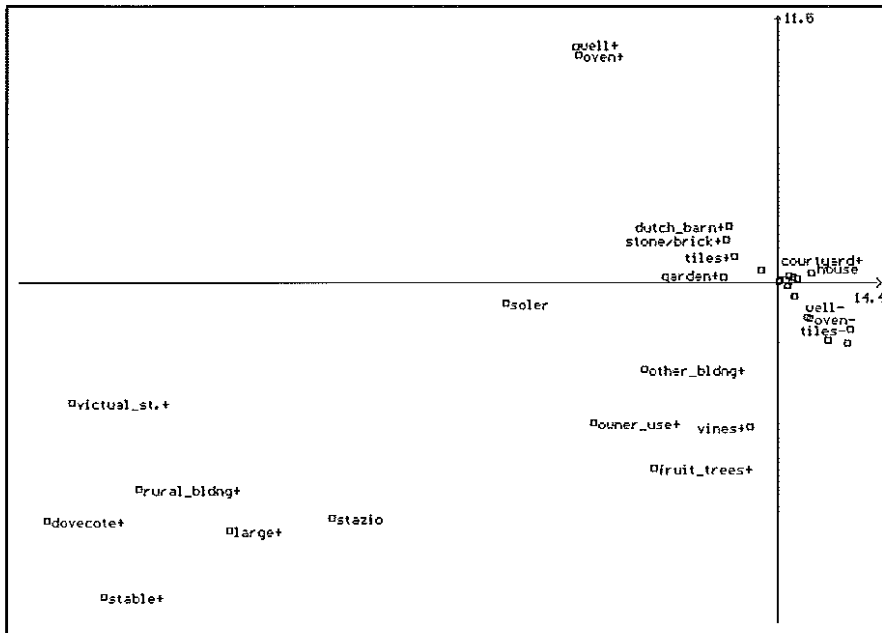 11.6
well+
oven+
dutch_barn+
stone/brick+
tiles+
courtyard+
house
garden+
14.4
soler
well-
oven-
tiles-
other_bldng+
victual_st.+
owner_use+
vines+
fruit_trees+
rural_bldng+
dovecote+
large+
stazio
stable+